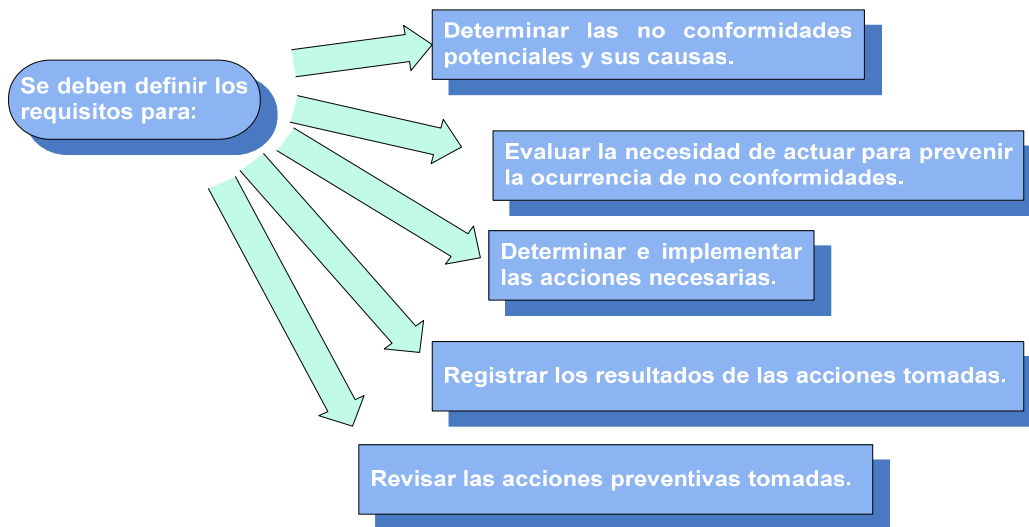 Se deben definir los
requisitos para:
Determinar las no conformidades
potenciales y sus causas.
Evaluar la necesidad de actuar para prevenir
la ocurrencia de no conformidades.
Determinar e implementar
las acciones necesarias.
Registrar los resultados de las acciones tomadas.
Revisar las acciones preventivas tomadas.